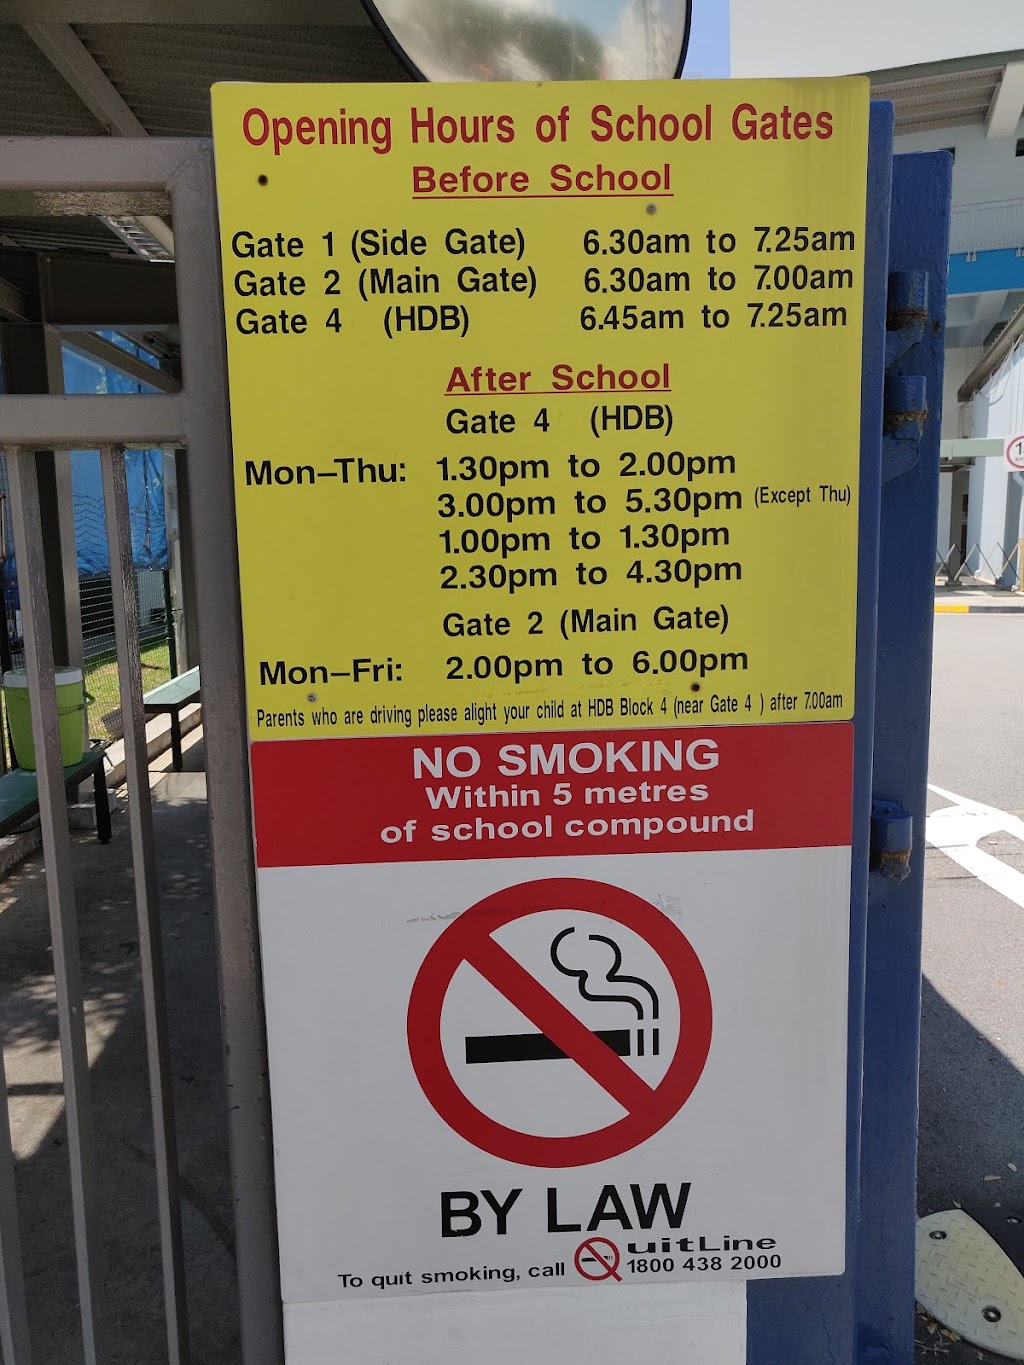 Opening Hours of School Gates
Before School
Gate 1 (Side Gate) 6.30am to 7.25am
Gate 2 (Main Gate) 6.30am to 7.00am
Gate 4 (HDB) 6.45am to 7.25am
After School
Gate 4 (HDB)
Mon–Thu: 1.30pm to 2.00pm
3.00pm to 5.30pm (Except Thu)
1.00pm to 1.30pm
2.30pm to 4.30pm
Gate 2 (Main Gate)
Mon–Fri: 2.00pm to 6.00pm
Parents who are driving please alight your child at HDB Block 4 (near Gate 4 ) after 7.00am
NO SMOKING
Within 5 metres
of school compound
BY LAW
To quit smoking, call QuitLine
1800 438 2000